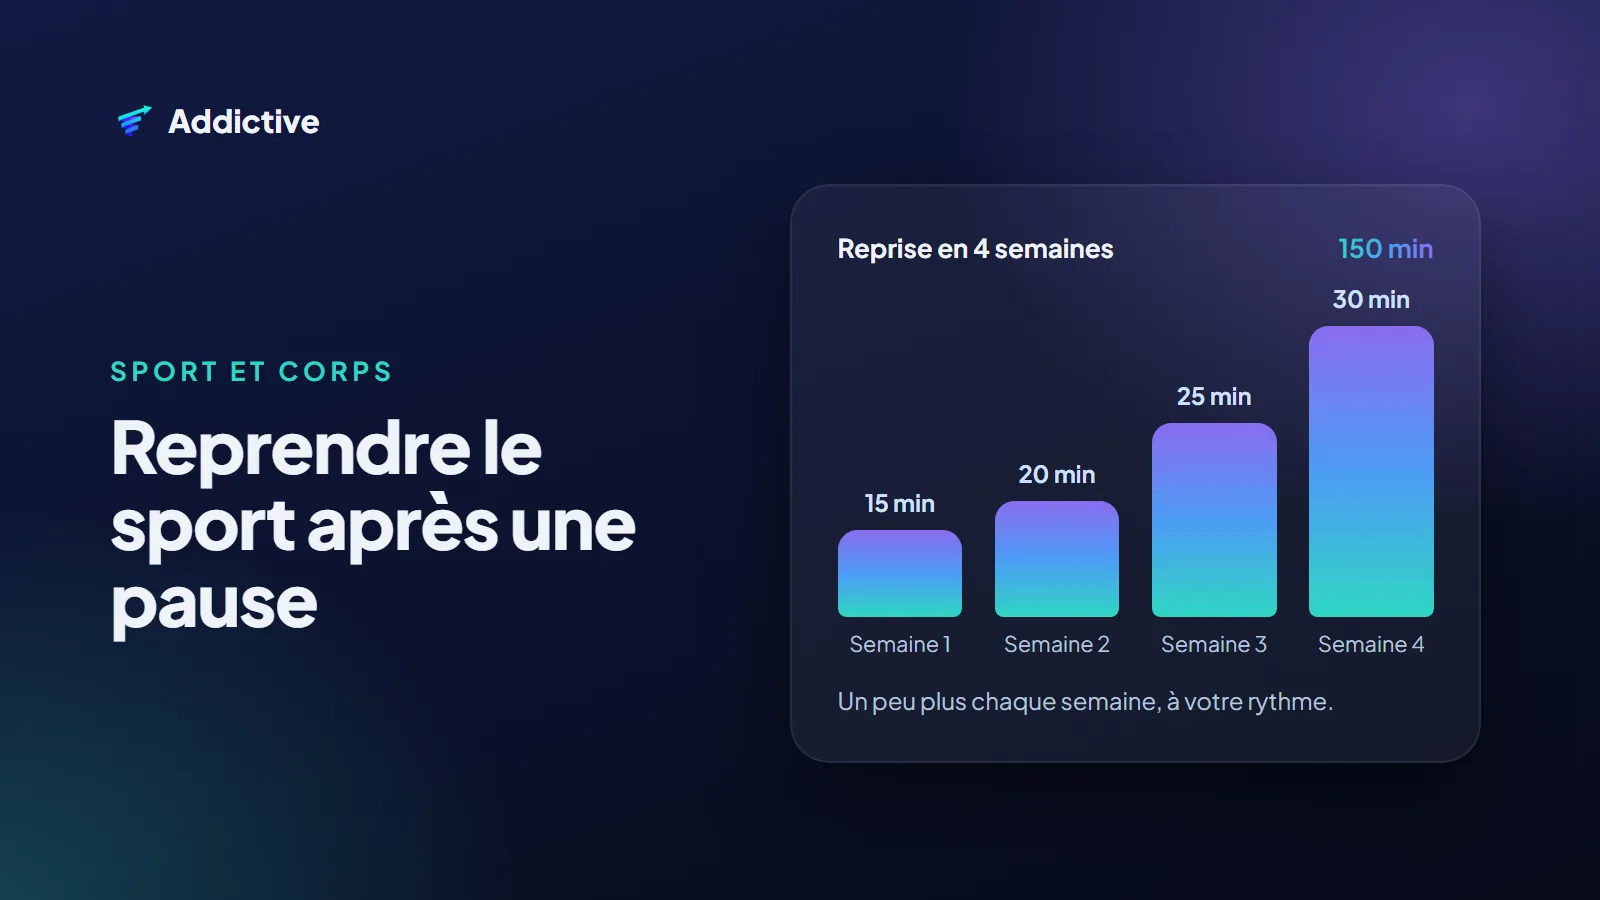 Addictive
SPORT ET CORPS
Reprendre le
sport après une
pause
Reprise en 4 semaines
150 min
15 min
20 min
25 min
30 min
Semaine 1
Semaine 2
Semaine 3
Semaine 4
Un peu plus chaque semaine, à votre rythme.